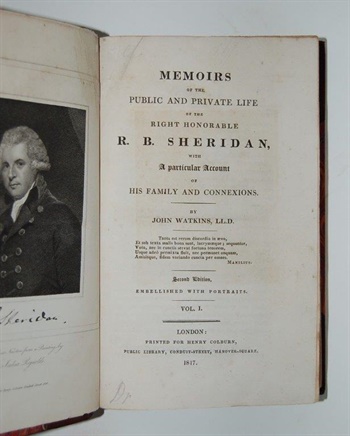 MEMOIRS
OF THE
PUBLIC AND PRIVATE LIFE
OF THE
RIGHT HONORABLE
R. B. SHERIDAN,
WITH
A particular Account
OF
HIS FAMILY AND CONNEXIONS.
BY
JOHN WATKINS, LL.D.
Second Edition,
EMBELLISHED WITH PORTRAITS.
VOL. I.
LONDON:
PRINTED FOR HENRY COLBURN,
PUBLIC LIBRARY, CONDUIT-STREET, HANOVER-SQUARE.
1817.
Sheridan